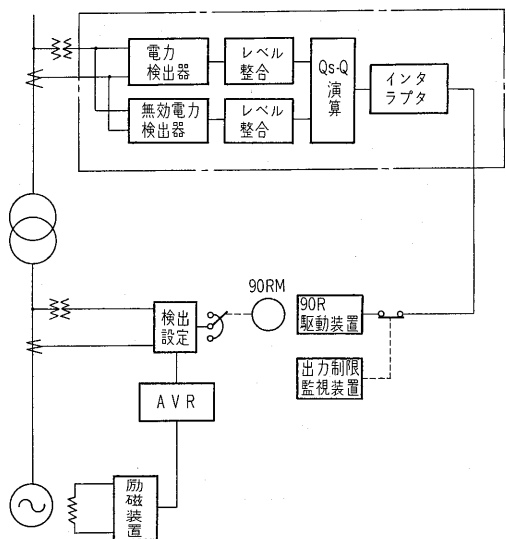 電力
検出器
レベル
整合
Qs-Q
演算
インタ
ラプタ
無効電力
検出器
レベル
整合
90RM
検出
設定
90R
駆動装置
出力制限
監視装置
AVR
励磁装置